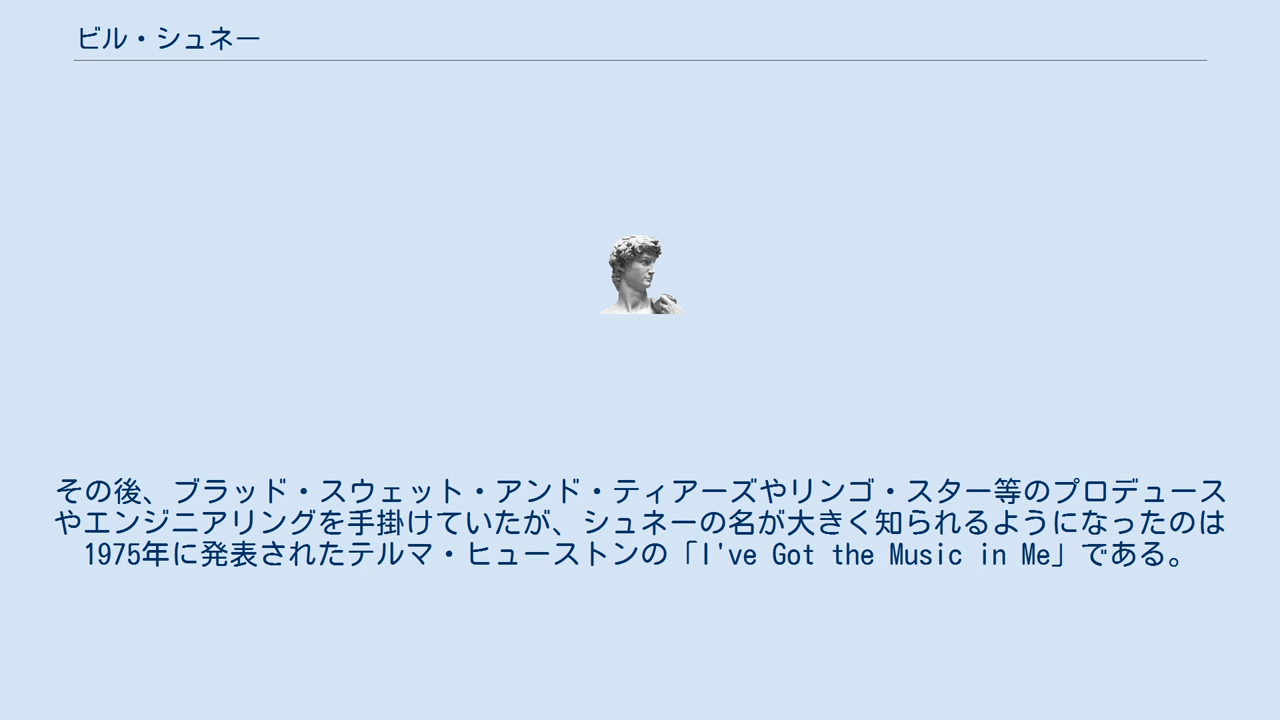 ビル・シュネー
その後、ブラッド・スウェット・アンド・ティアーズやリンゴ・スター等のプロデュース
やエンジニアリングを手掛けていたが、シュネーの名が大きく知られるようになったのは
1975年に発表されたテルマ・ヒューストンの「I've Got the Music in Me」である。